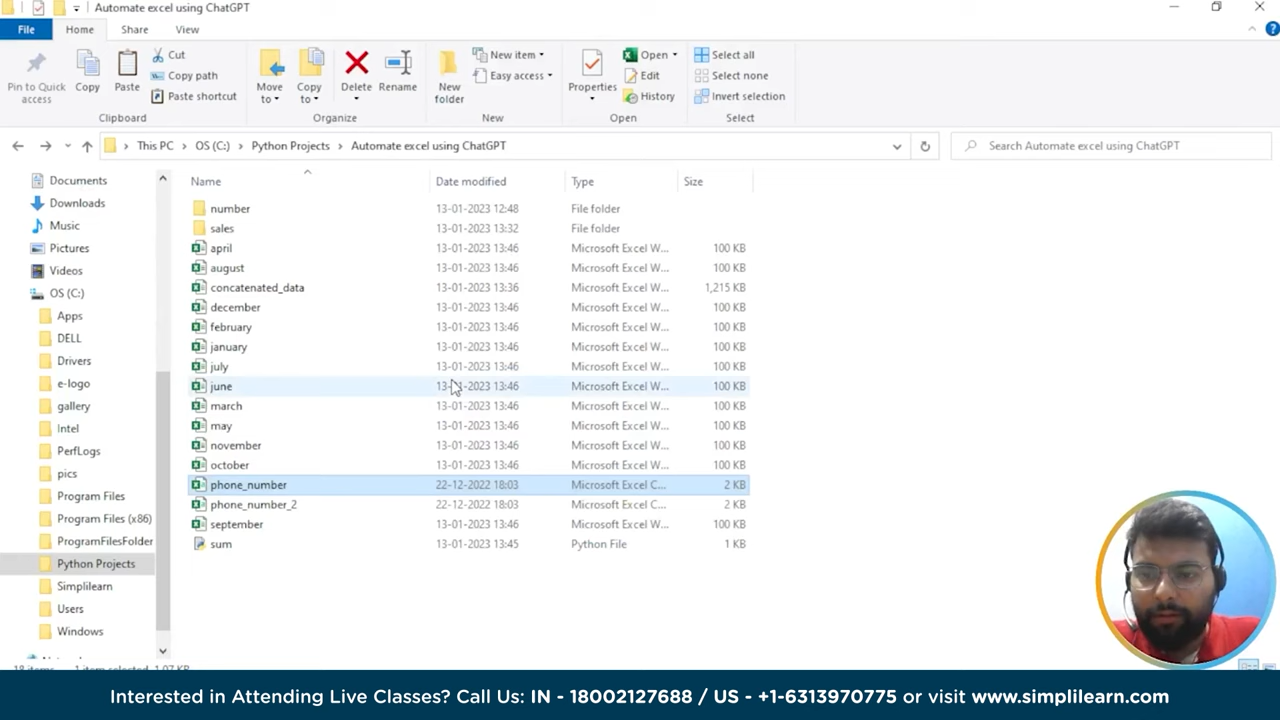 Automate excel using ChatGPT
File Home Share View
Pin to Quick access
Copy
Paste
Cut
Copy path
Paste shortcut
Clipboard
Move to
Copy to
Delete
Rename
Organize
New folder
New item
Easy access
New
Properties
Open
Edit
History
Open
Select all
Select none
Invert selection
Select
This PC OS (C:) Python Projects Automate excel using ChatGPT
Search Automate excel using ChatGPT
Documents
Downloads
Music
Pictures
Videos
OS (C:)
Apps
DELL
Drivers
e-logo
gallery
Intel
PerfLogs
pics
Program Files
Program Files (x86)
ProgramFilesFolder
Python Projects
Simplilearn
Users
Windows
Name Date modified Type Size
number 13-01-2023 12:48 File folder
sales 13-01-2023 13:32 File folder
april 13-01-2023 13:46 Microsoft Excel W... 100 KB
august 13-01-2023 13:46 Microsoft Excel W... 100 KB
concatenated_data 13-01-2023 13:36 Microsoft Excel W... 1,215 KB
december 13-01-2023 13:46 Microsoft Excel W... 100 KB
february 13-01-2023 13:46 Microsoft Excel W... 100 KB
january 13-01-2023 13:46 Microsoft Excel W... 100 KB
july 13-01-2023 13:46 Microsoft Excel W... 100 KB
june 13-01-2023 13:46 Microsoft Excel W... 100 KB
march 13-01-2023 13:46 Microsoft Excel W... 100 KB
may 13-01-2023 13:46 Microsoft Excel W... 100 KB
november 13-01-2023 13:46 Microsoft Excel W... 100 KB
october 13-01-2023 13:46 Microsoft Excel W... 100 KB
phone_number 22-12-2022 18:03 Microsoft Excel C... 2 KB
phone_number_2 22-12-2022 18:03 Microsoft Excel C... 2 KB
september 13-01-2023 13:46 Microsoft Excel W... 100 KB
sum 13-01-2023 13:45 Python File 1 KB
18 items 1 item selected 1.07 KB
Interested in Attending Live Classes? Call Us: IN - 18002127688 / US - +1-6313970775 or visit www.simplilearn.com